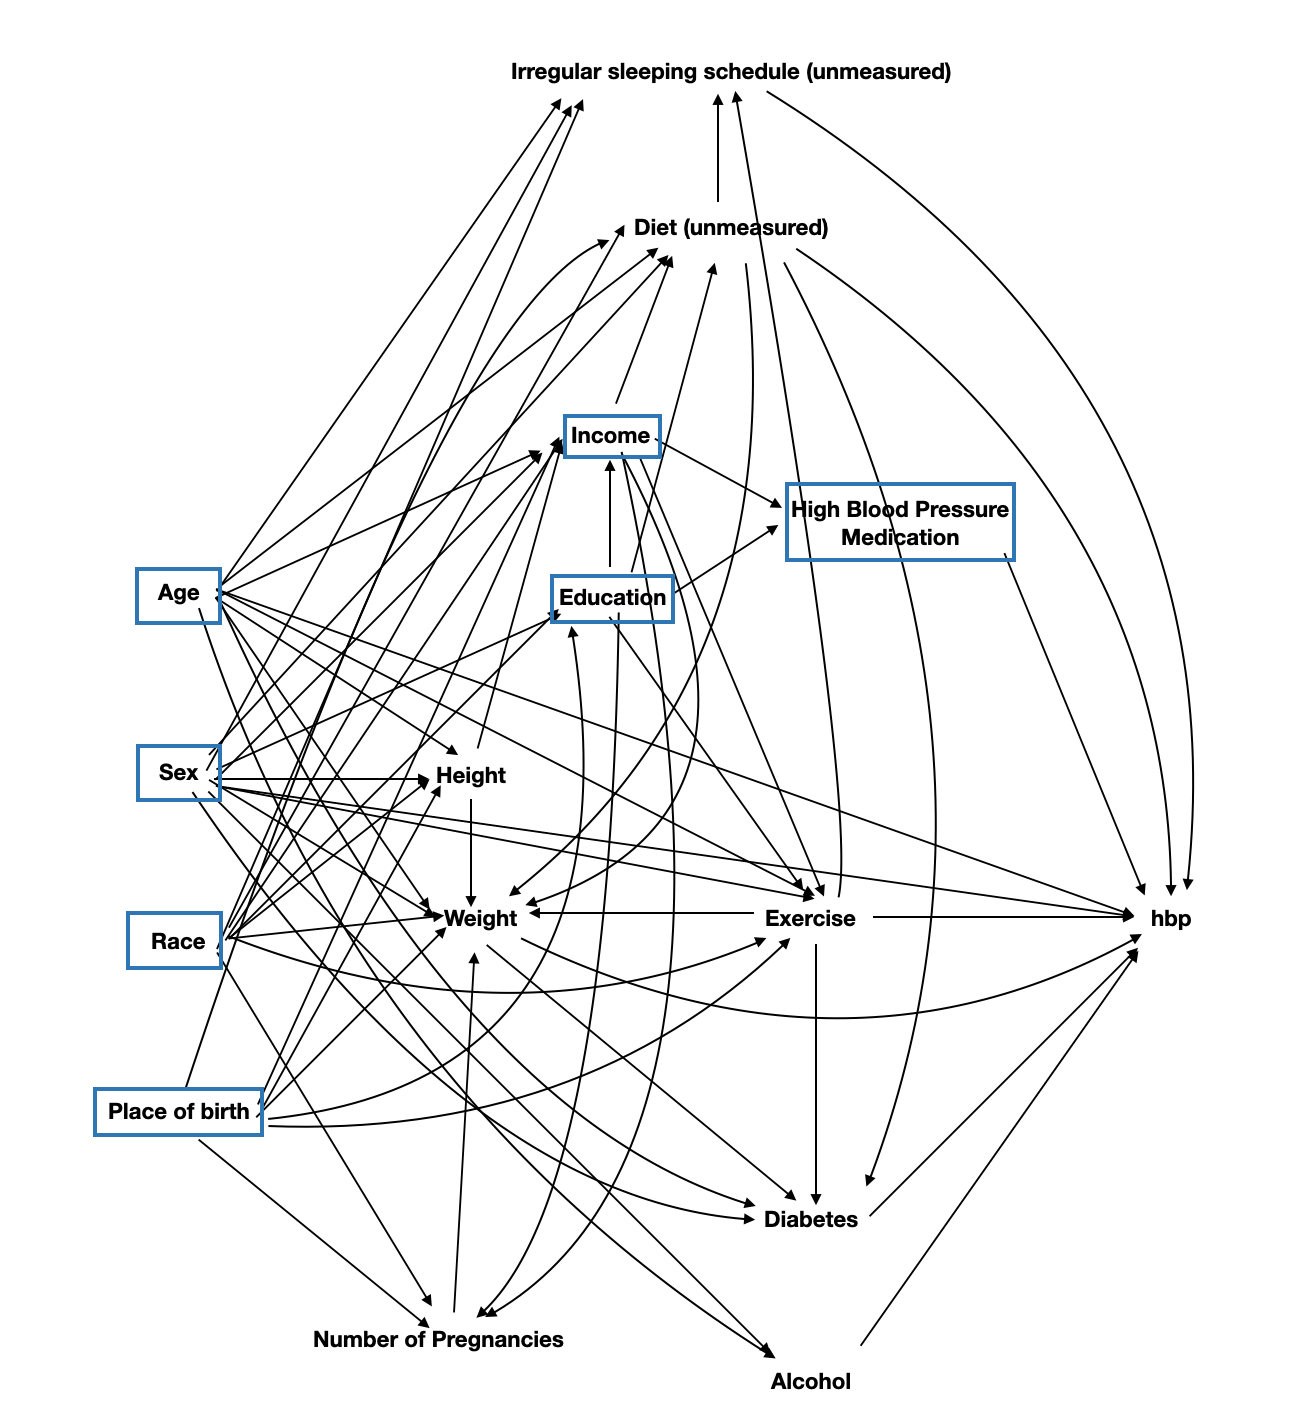 Irregular sleeping schedule (unmeasured)
Diet (unmeasured)
Income
High Blood Pressure
Medication
Age
Education
Sex
Height
Weight
Exercise
hbp
Race
Place of birth
Diabetes
Number of Pregnancies
Alcohol